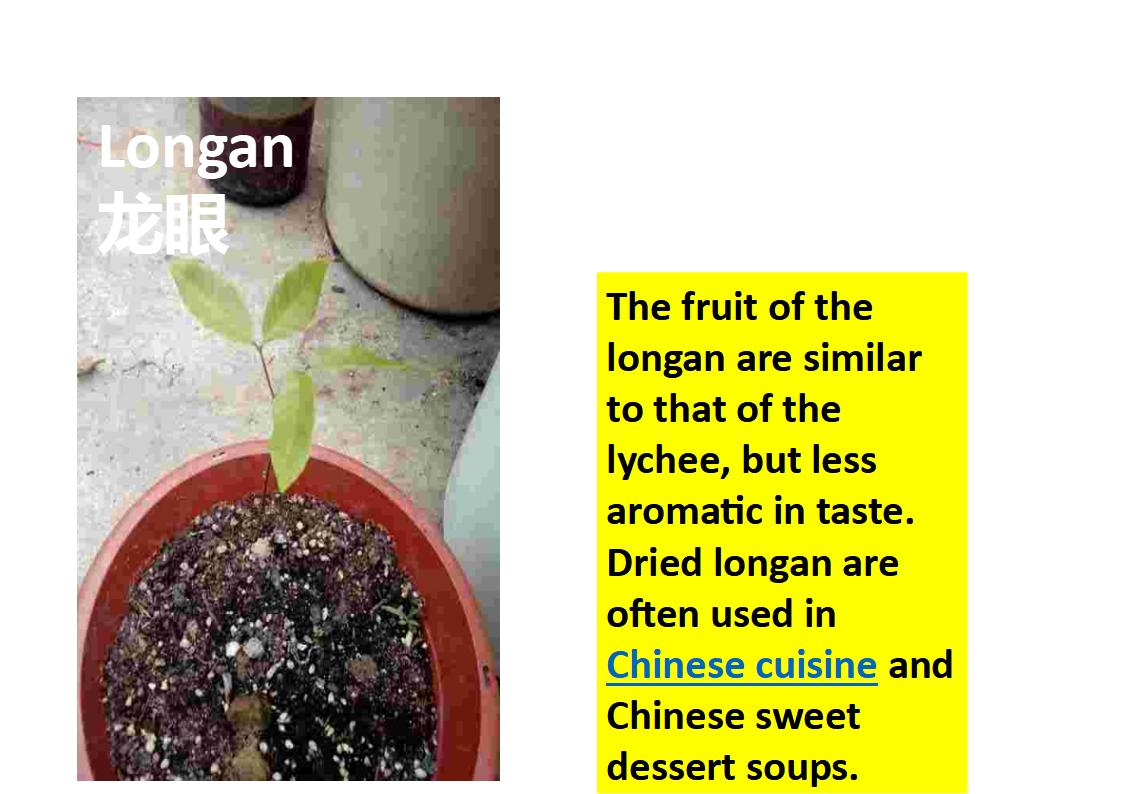 Longan
龙眼
The fruit of the
longan are similar
to that of the
lychee, but less
aromatic in taste.
Dried longan are
often used in
Chinese cuisine and
Chinese sweet
dessert soups.